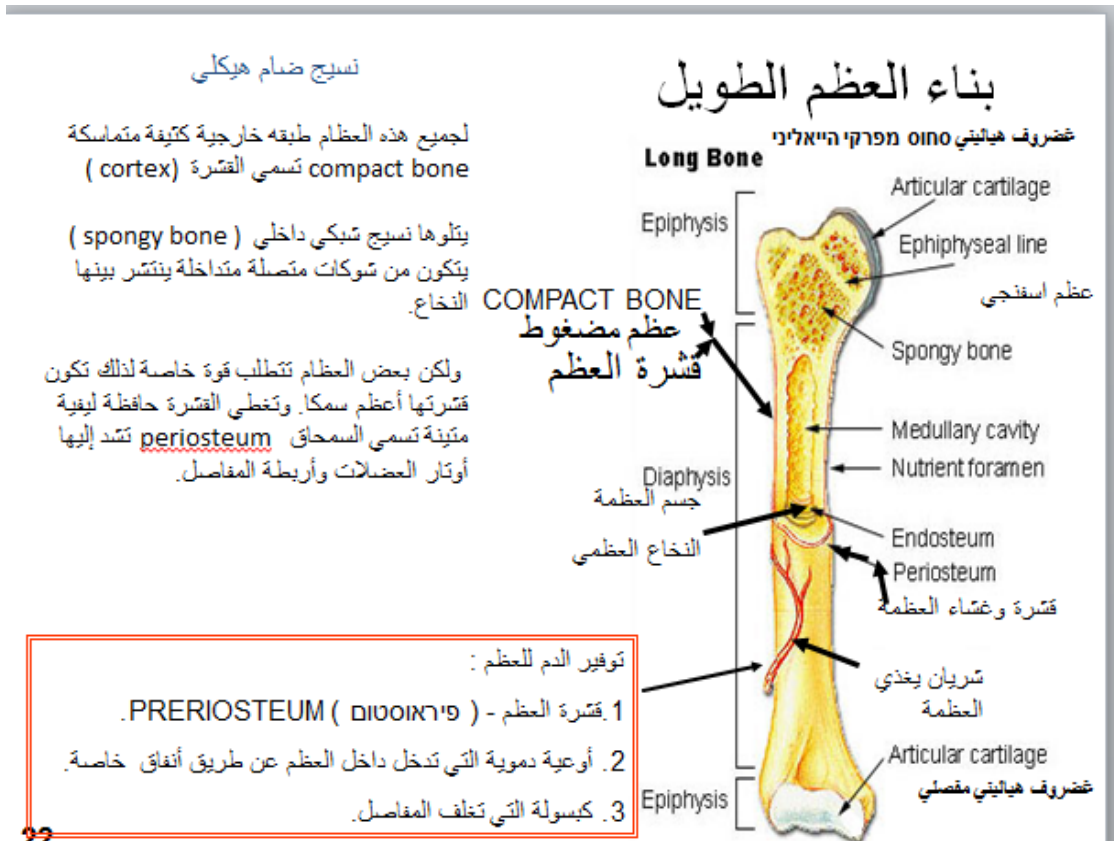 بناء العظم الطويل
نسيج ضام هيكلي
لجميع هذه العظام طبقه خارجية كثيفة متماسكة
compact bone تسمي القشرة (cortex )
يتلوها نسيج شبكي داخلي ( spongy bone )
يتكون من شوكات متصلة متداخلة ينتشر بينها
النخاع.
ولكن بعض العظام تتطلب قوة خاصة لذلك تكون
قشرتها أعظم سمكا. وتغطي القشرة حافظة ليفية
متينة تسمي السمحاق periosteum تشد إليها
أوتار العضلات وأربطة المفاصل.
غضروف هياليني סחוס מפרקי הייאליני
Long Bone
Articular cartilage
Epiphysis
Ephiphyseal line
عظم اسفنجي
COMPACT BONE
عظم مضغوط
قشرة العظم
Spongy bone
Medullary cavity
Nutrient foramen
Diaphysis
جسم العظمة
النخاع العظمي
Endosteum
Periosteum
قشرة وغشاء العظمة
شريان يغذي
العظمة
Articular cartilage
غضروف هياليني مفصلي
Epiphysis
توفير الدم للعظم :
1.قشرة العظم - ( פיראוסטום ) PRERIOSTEUM.
2. أوعية دموية التي تدخل داخل العظم عن طريق أنفاق خاصة.
3. كبسولة التي تغلف المفاصل.